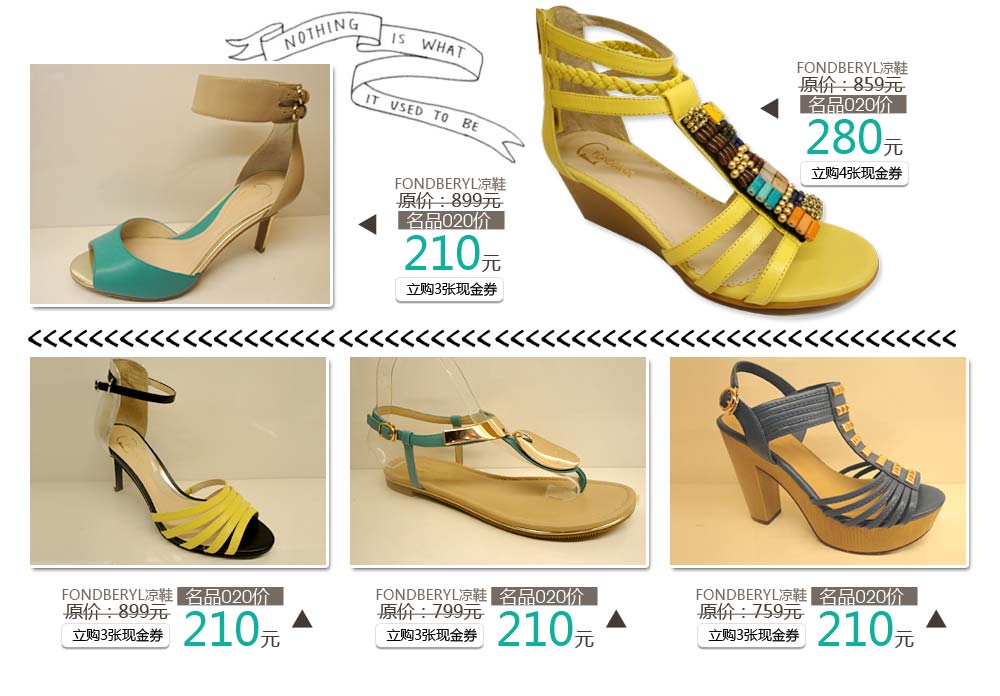 NOTHING IS WHAT
IT USED TO BE
FONDBERYL凉鞋
原价：859元
名品020价
280元
立购4张现金券
FONDBERYL凉鞋
原价：899元
名品020价
210元
立购3张现金券
FONDBERYL凉鞋 名品020价
原价：899元
立购3张现金券 210元
FONDBERYL凉鞋 名品020价
原价：799元
立购3张现金券 210元
FONDBERYL凉鞋 名品020价
原价：759元
立购3张现金券 210元